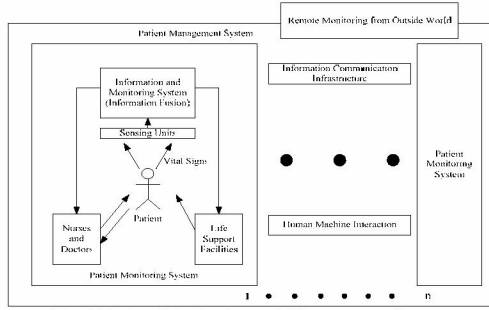 Remote Monitoring from Outside World
Patient Management System
Information and
Monitoring System
(Information Fusion)
Sensing Units
Vital Signs
Patient
Nurses
and
Doctors
Life
Support
Facilities
Patient Monitoring System
Information Communication
Infrastructure
Human Machine Interaction
Patient
Monitoring
System
1
n